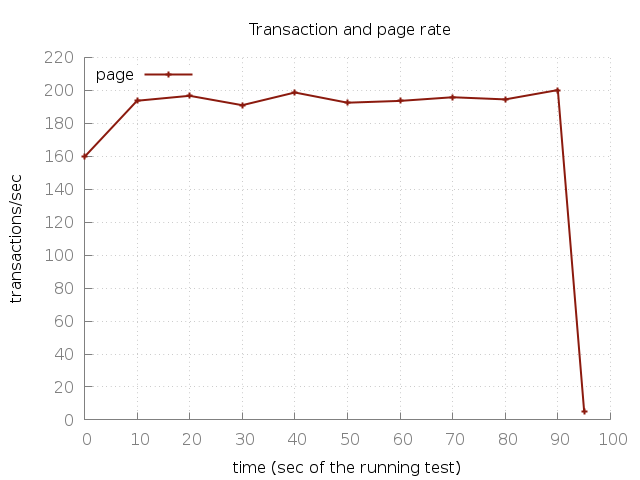 Transaction and page rate
220
page
200
180
160
140
120
100
80
60
40
20
0
transactions/sec
0 10 20 30 40 50 60 70 80 90 100
time (sec of the running test)